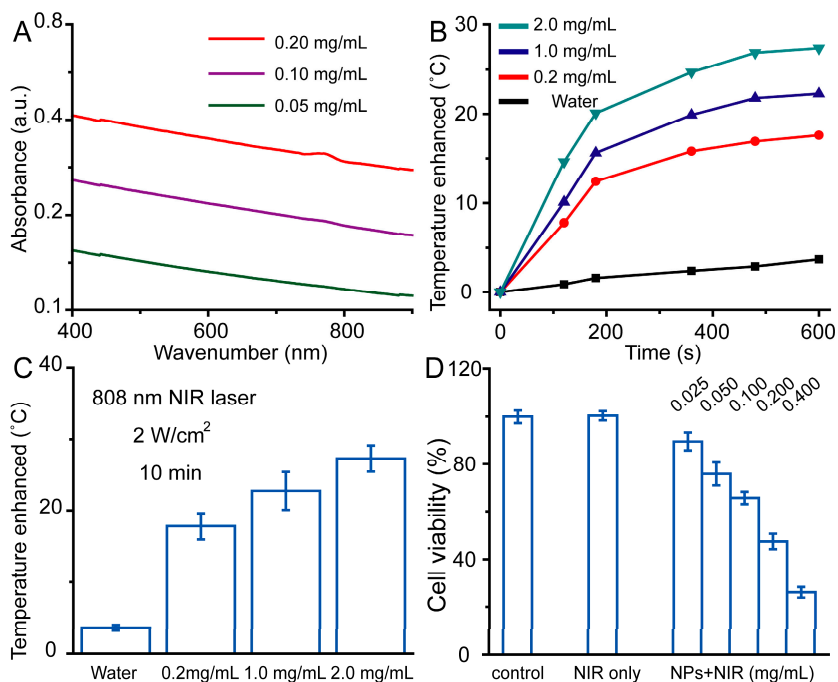 A
0.20 mg/mL
0.10 mg/mL
0.05 mg/mL
Absorbance (a.u.)
0.8
0.4
0.2
0.1
400
600
800
Wavenumber (nm)
B
2.0 mg/mL
1.0 mg/mL
0.2 mg/mL
Water
Temperature enhanced (˚C)
30
20
10
0
0
200
400
600
Time (s)
C
808 nm NIR laser
2 W/cm²
10 min
Temperature enhanced (˚C)
40
20
0
Water
0.2mg/mL
1.0 mg/mL
2.0 mg/mL
D
0.025
0.050
0.100
0.200
0.400
Cell viability (%)
120
80
40
0
control
NIR only
NPs+NIR (mg/mL)